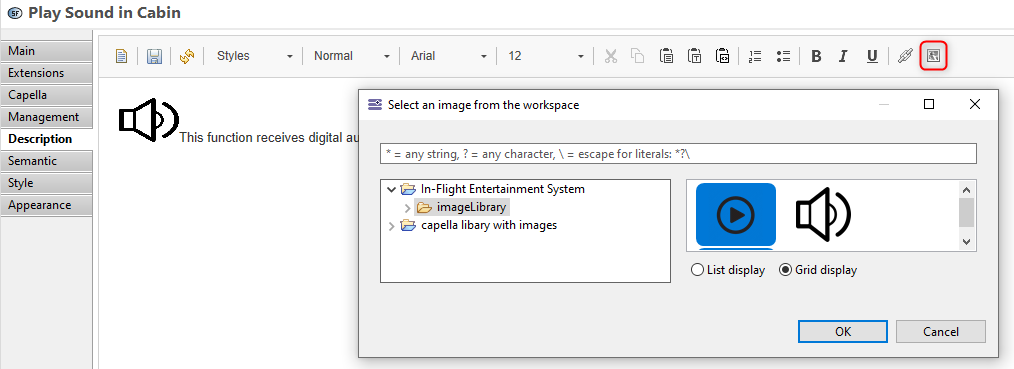 SF Play Sound in Cabin
Main
Extensions
Capella
Management
Description
Semantic
Style
Appearance
Styles Normal Arial 12 B I U
This function receives digital au
Select an image from the workspace
* = any string, ? = any character, \ = escape for literals: *?\
In-Flight Entertainment System
imageLibrary
capella libary with images
List display Grid display
OK Cancel